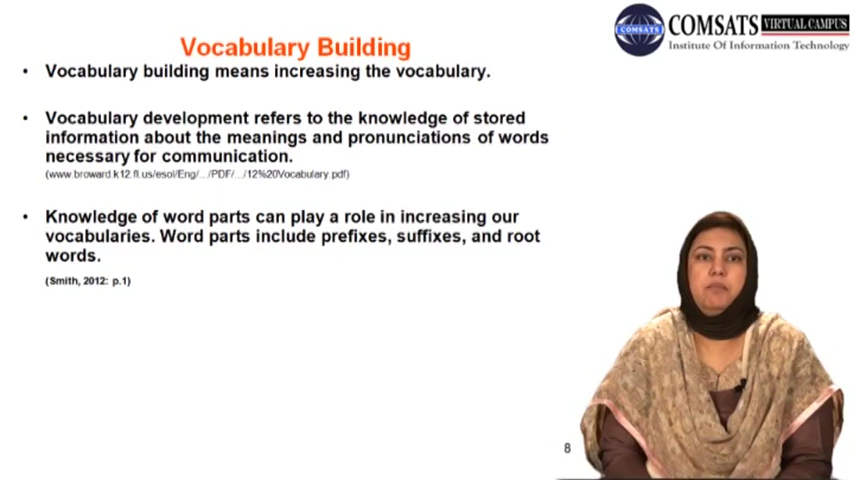 COMSATS VIRTUAL CAMPUS
COMSATS
Institute Of Information Technology
Vocabulary Building
• Vocabulary building means increasing the vocabulary.
• Vocabulary development refers to the knowledge of stored
information about the meanings and pronunciations of words
necessary for communication.
(www.broward.k12.fl.us/esol/Eng/.../PDF/.../12%20Vocabulary.pdf)
• Knowledge of word parts can play a role in increasing our
vocabularies. Word parts include prefixes, suffixes, and root
words.
(Smith, 2012: p.1)
8